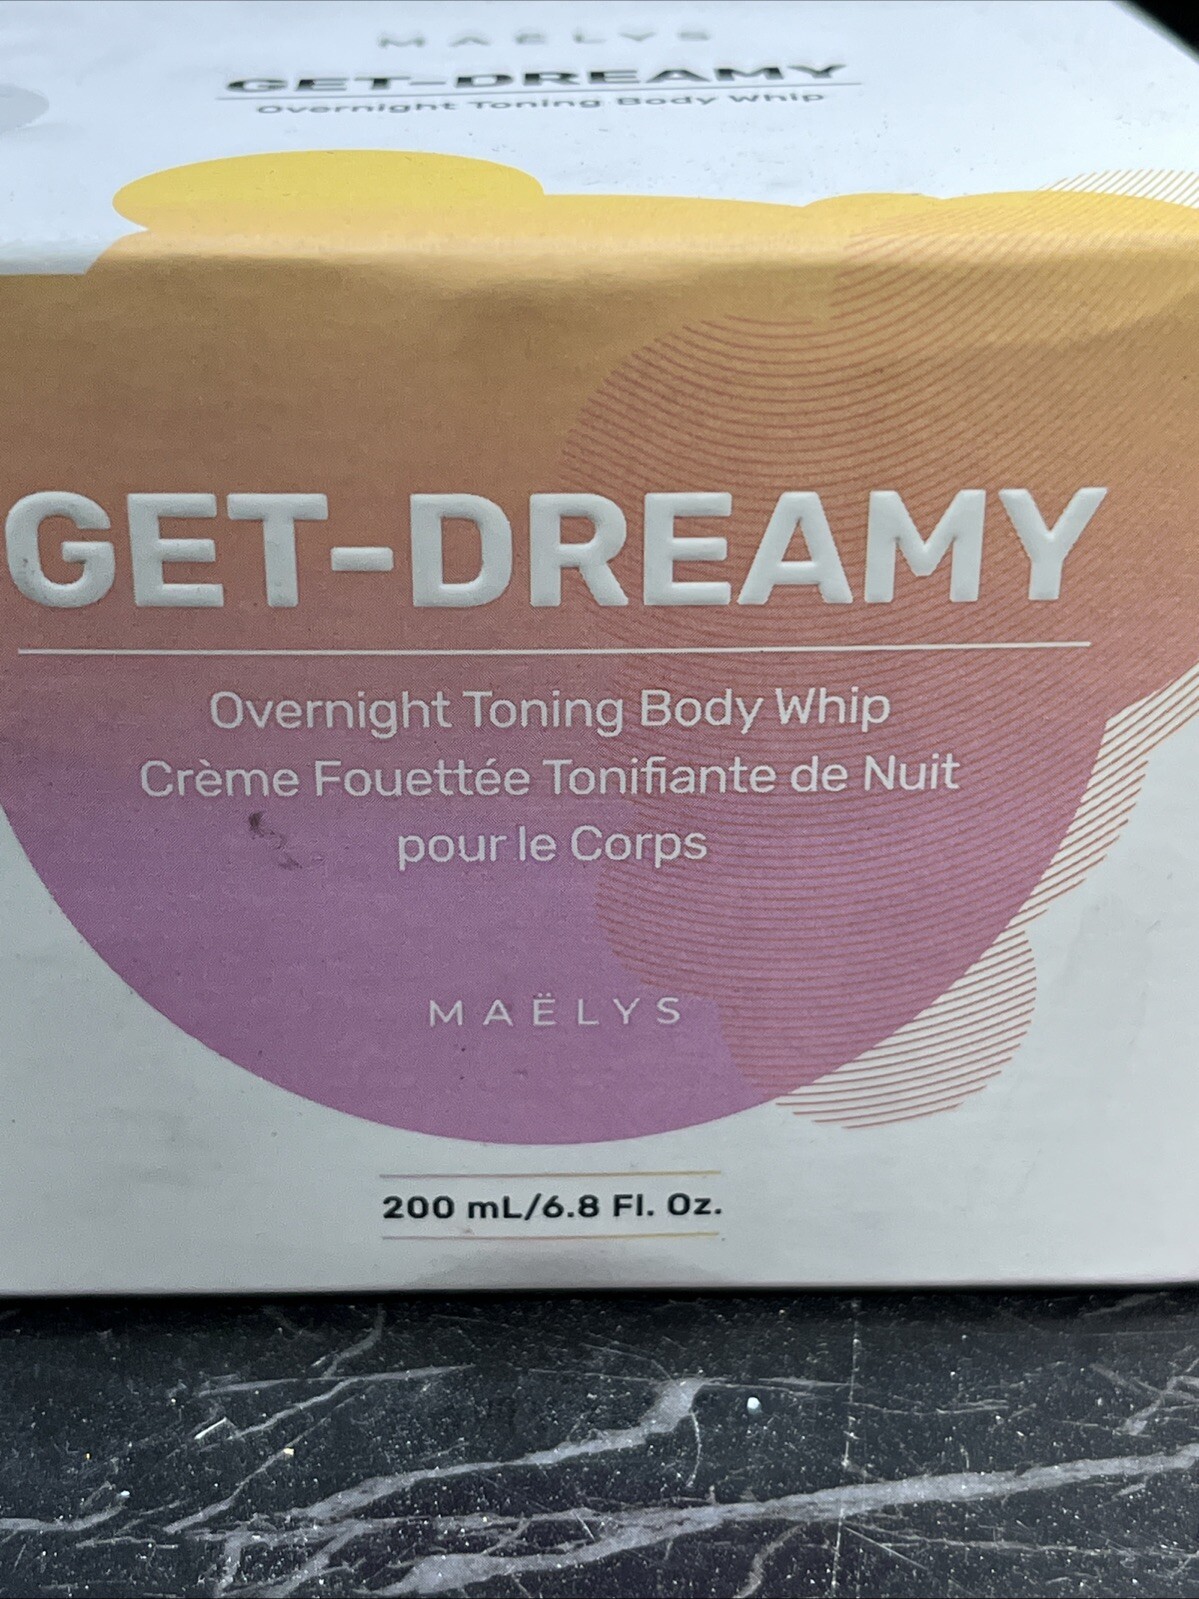 MAËLYS
GET-DREAMY
Overnight Toning Body Whip
GET-DREAMY
Overnight Toning Body Whip
Crème Fouettée Tonifiante de Nuit
pour le Corps
MAËLYS
200 mL/6.8 Fl. Oz.